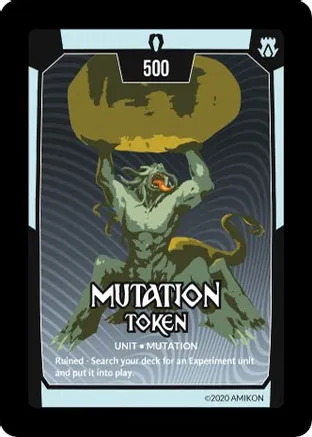 500
MUTATION
TOKEN
UNIT • MUTATION
Ruined - Search your deck for an Experiment unit
and put it into play.
©2020 AMIKON